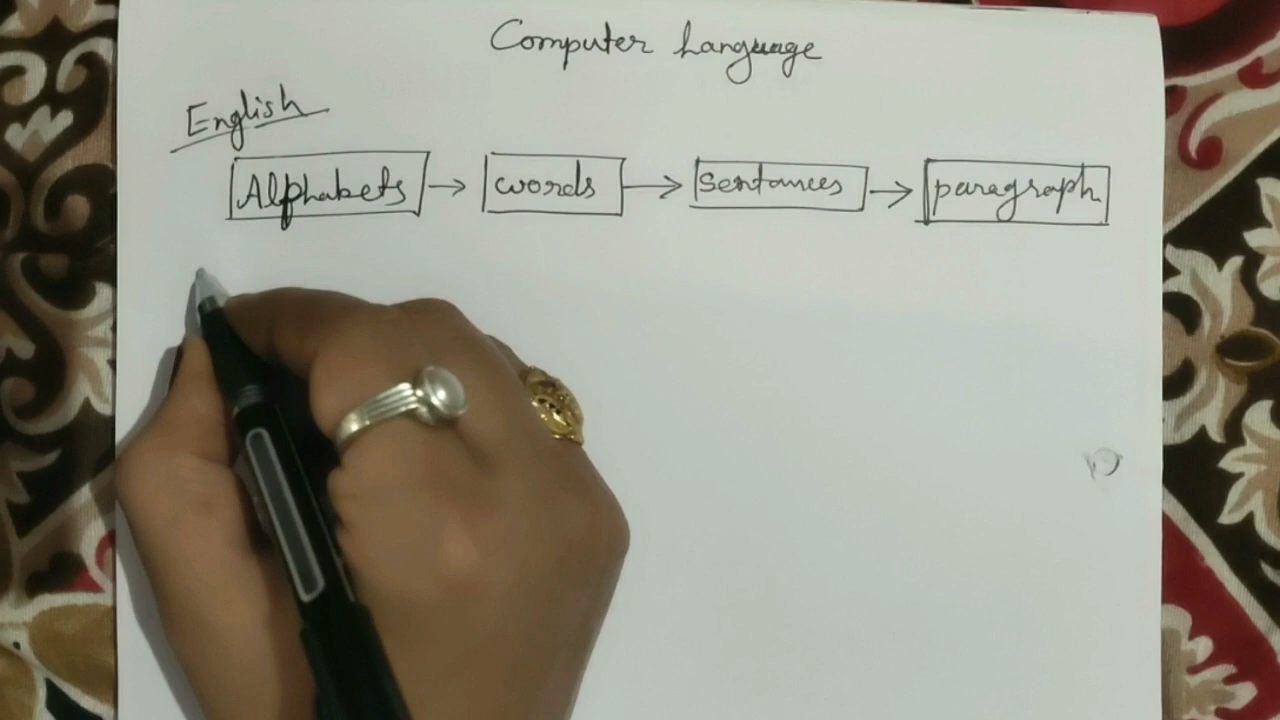 Computer Language
English
Alphabets → words → Sentances → paragraph